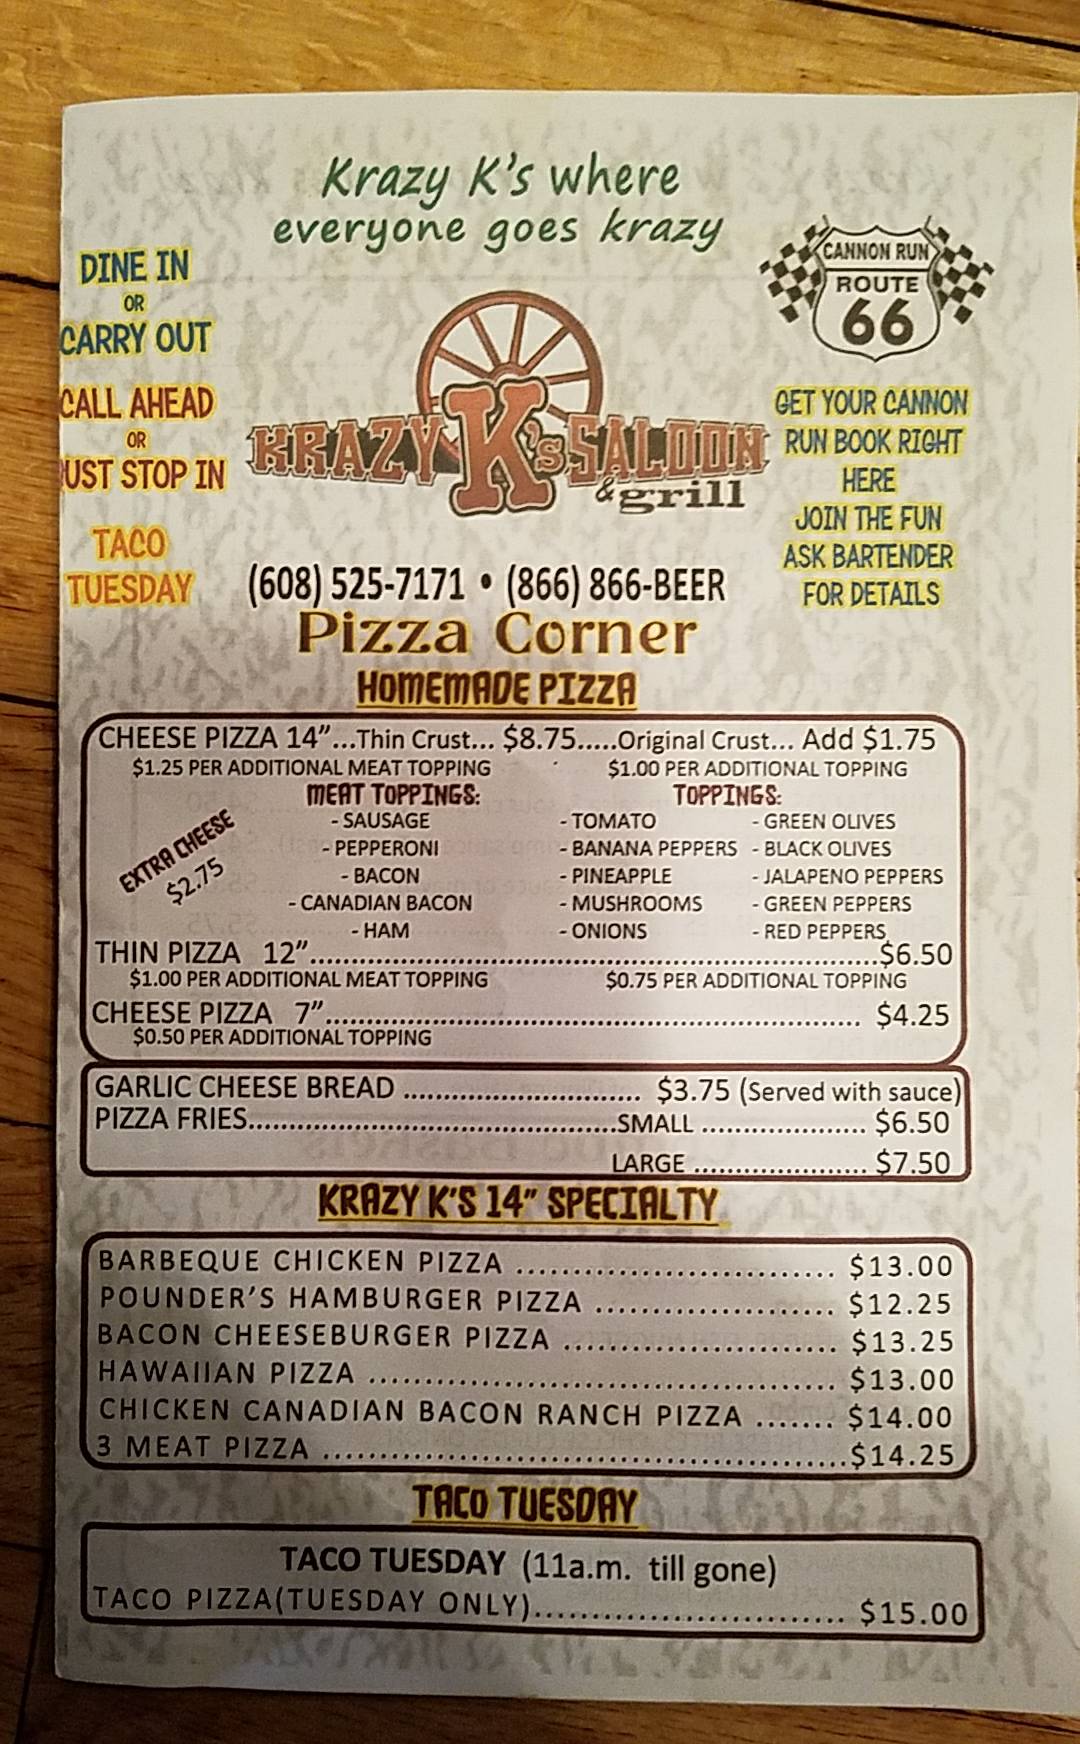 Krazy K's where
everyone goes krazy
DINE IN
OR
CARRY OUT
CALL AHEAD
OR
UST STOP IN
TACO
TUESDAY
CANNON RUN
ROUTE
66
GET YOUR CANNON
RUN BOOK RIGHT
HERE
JOIN THE FUN
ASK BARTENDER
FOR DETAILS
KRAZY K's SALOON
& grill
(608) 525-7171 • (866) 866-BEER
Pizza Corner
HOMEMADE PIZZA
CHEESE PIZZA 14"...Thin Crust... $8.75.....Original Crust... Add $1.75
$1.25 PER ADDITIONAL MEAT TOPPING $1.00 PER ADDITIONAL TOPPING
MEAT TOPPINGS: TOPPINGS:
- SAUSAGE - TOMATO - GREEN OLIVES
- PEPPERONI - BANANA PEPPERS - BLACK OLIVES
- BACON - PINEAPPLE - JALAPENO PEPPERS
- CANADIAN BACON - MUSHROOMS - GREEN PEPPERS
- HAM - ONIONS - RED PEPPERS
EXTRA CHEESE
$2.75
THIN PIZZA 12"..........$6.50
$1.00 PER ADDITIONAL MEAT TOPPING $0.75 PER ADDITIONAL TOPPING
CHEESE PIZZA 7".......... $4.25
$0.50 PER ADDITIONAL TOPPING
GARLIC CHEESE BREAD .......... $3.75 (Served with sauce)
PIZZA FRIES..........SMALL .......... $6.50
LARGE .......... $7.50
KRAZY K'S 14" SPECIALTY
BARBEQUE CHICKEN PIZZA .......... $13.00
POUNDER'S HAMBURGER PIZZA .......... $12.25
BACON CHEESEBURGER PIZZA .......... $13.25
HAWAIIAN PIZZA .......... $13.00
CHICKEN CANADIAN BACON RANCH PIZZA ....... $14.00
3 MEAT PIZZA ..........$14.25
TACO TUESDAY
TACO TUESDAY (11a.m. till gone)
TACO PIZZA(TUESDAY ONLY).......... $15.00